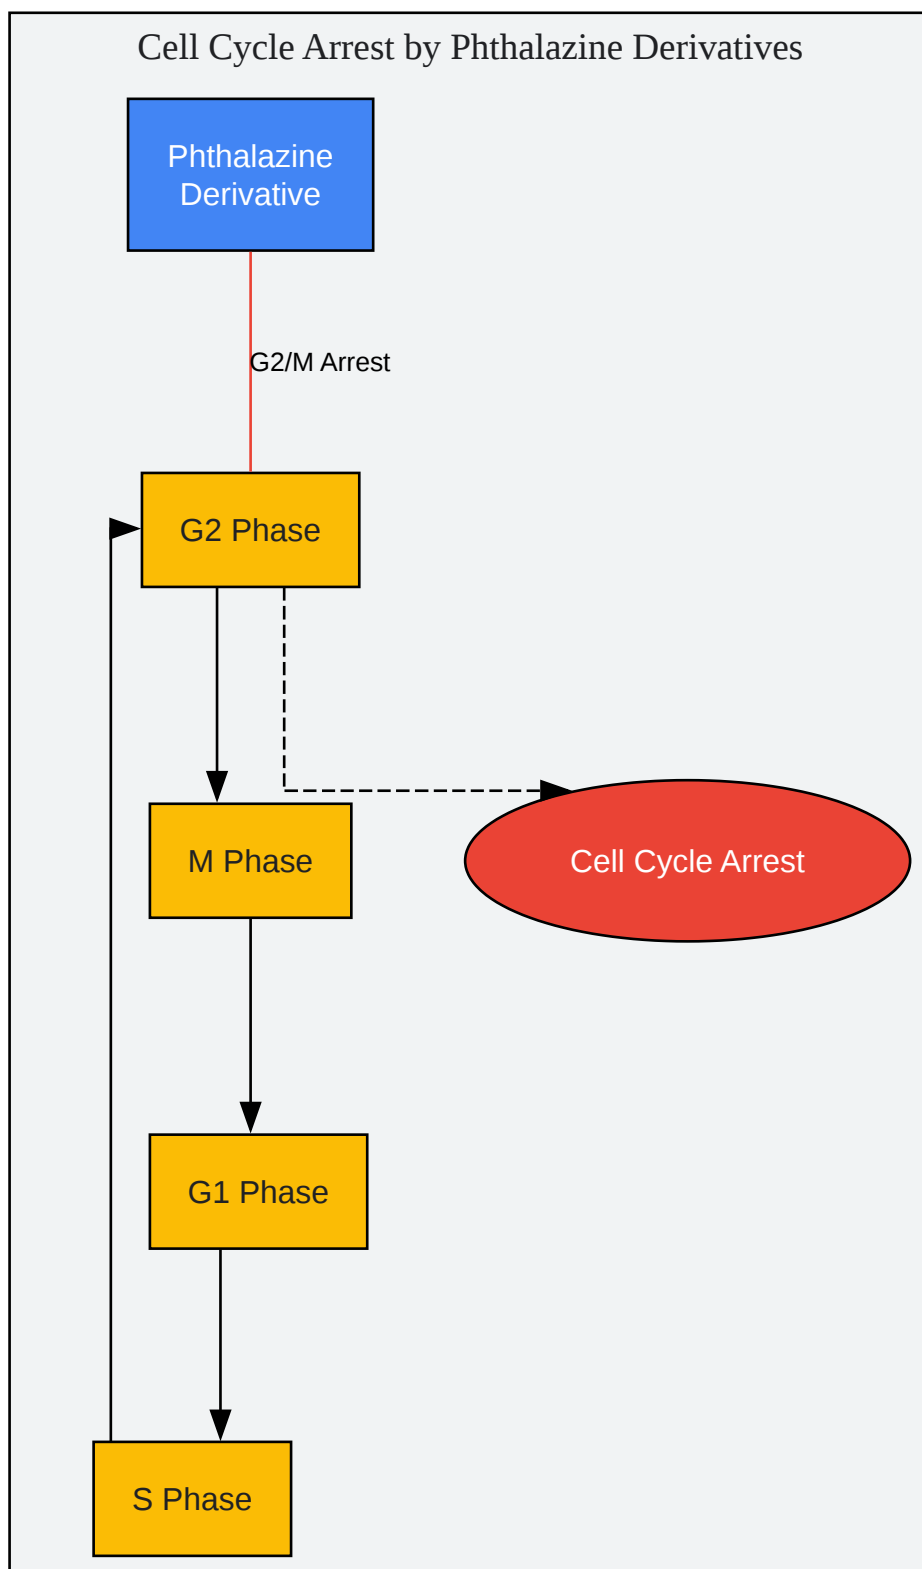 Cell Cycle Arrest by Phthalazine Derivatives
Phthalazine
Derivative
G2/M Arrest
G2 Phase
M Phase
Cell Cycle Arrest
G1 Phase
S Phase